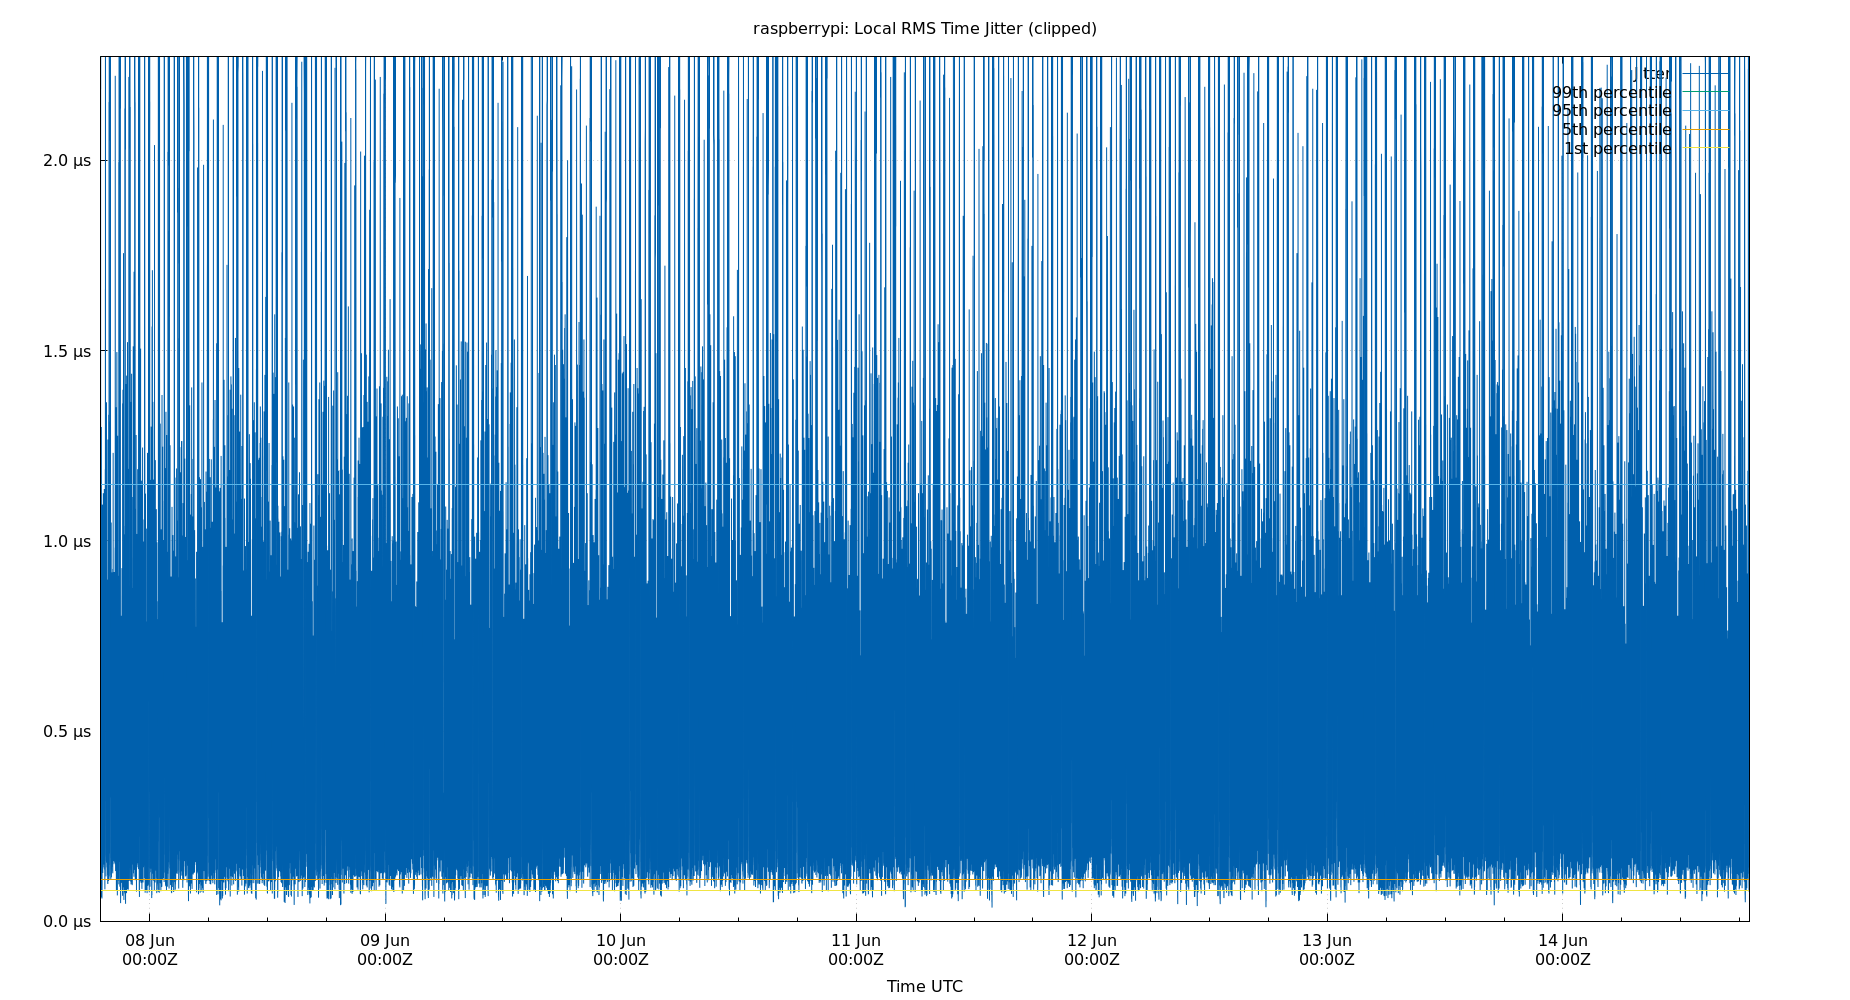 raspberrypi: Local RMS Time Jitter (clipped)
jitter
99th percentile
95th percentile
5th percentile
1st percentile
2.0 µs
1.5 µs
1.0 µs
0.5 µs
0.0 µs
08 Jun 09 Jun 10 Jun 11 Jun 12 Jun 13 Jun 14 Jun
00:00Z 00:00Z 00:00Z 00:00Z 00:00Z 00:00Z 00:00Z
Time UTC